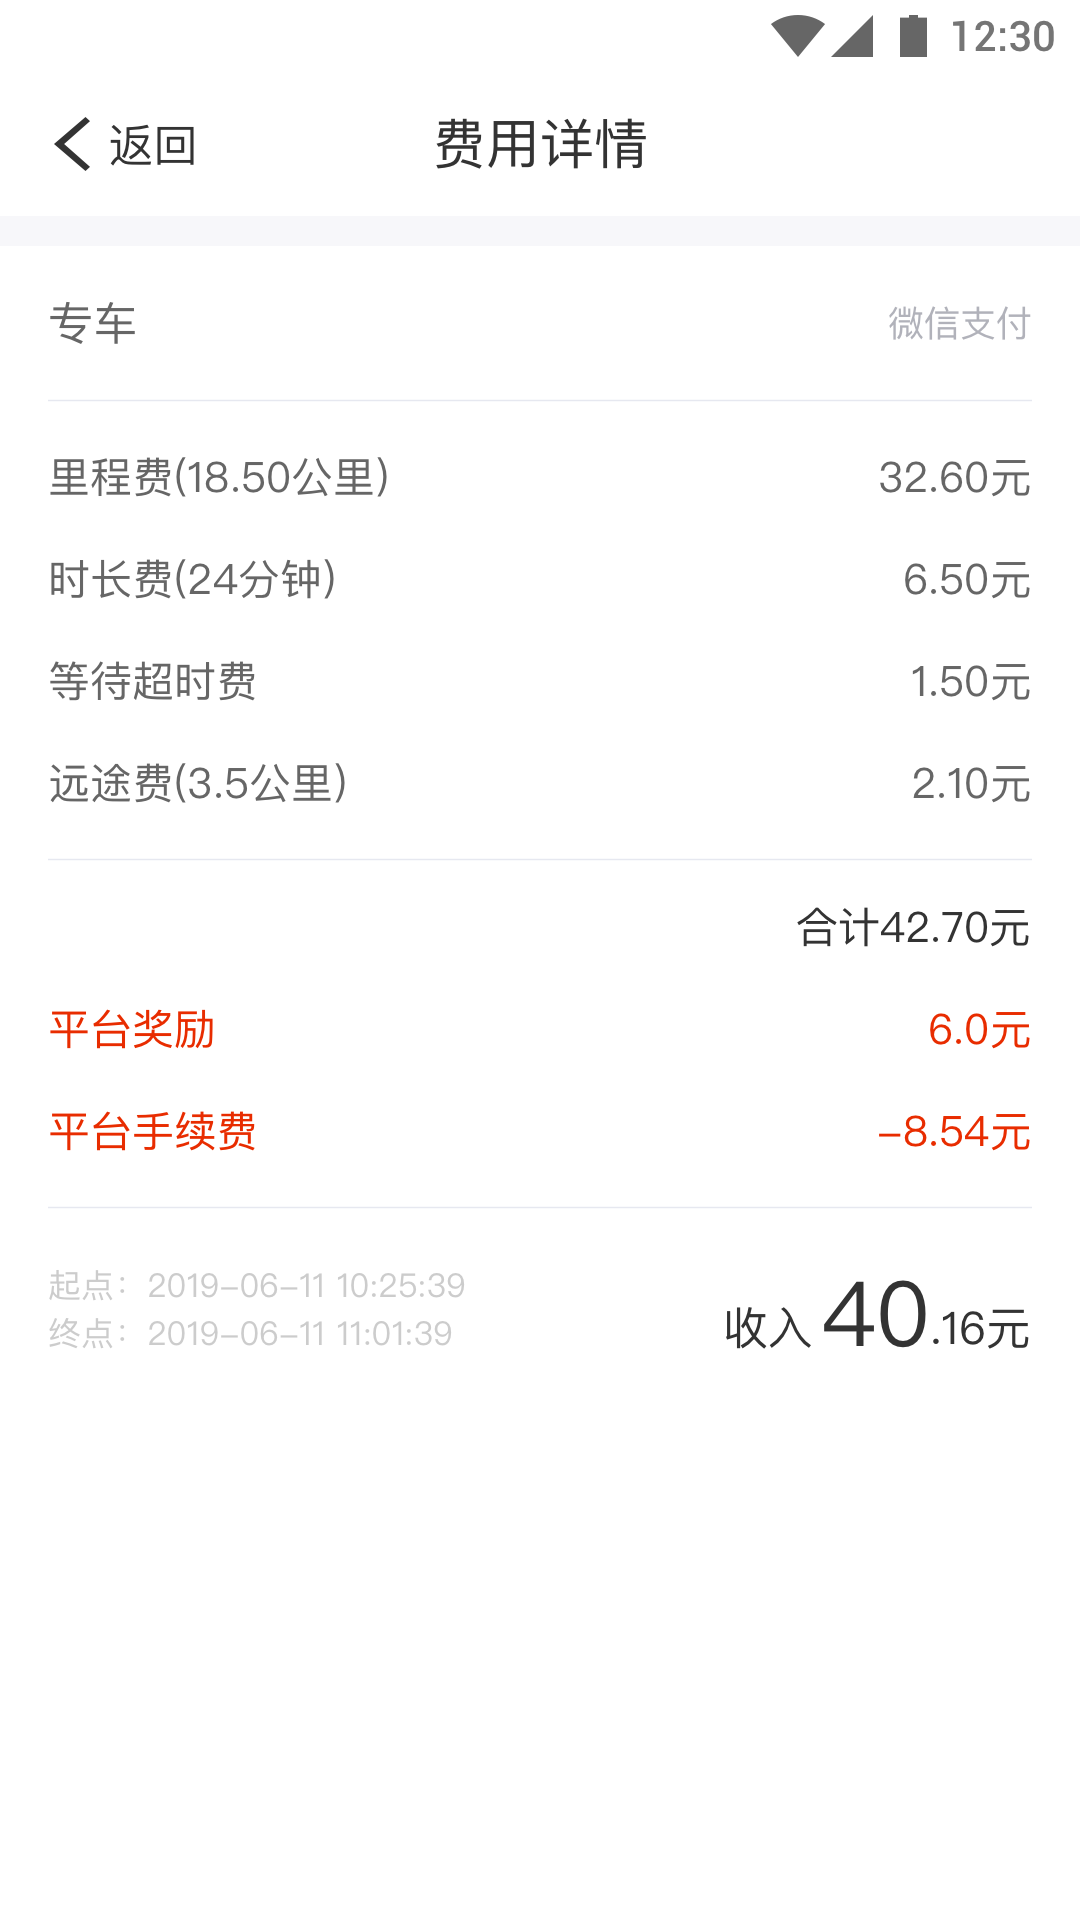 12:30
返回 费用详情
专车 微信支付
里程费(18.50公里) 32.60元
时长费(24分钟) 6.50元
等待超时费 1.50元
远途费(3.5公里) 2.10元
合计42.70元
平台奖励 6.0元
平台手续费 -8.54元
起点：2019-06-11 10:25:39
终点：2019-06-11 11:01:39
收入 40.16元